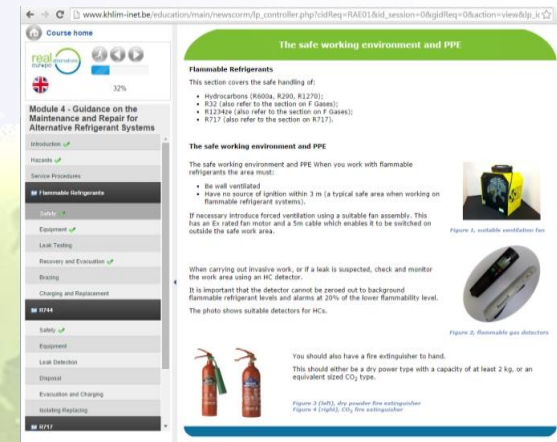 www.khlim-inet.be/education/main/newscorm/lp_controller.php?cidReq=RAE01&id_session=0&gidReq=0&action=view&lp_i
Course home
real alternatives
europe
32%
Module 4 - Guidance on the
Maintenance and Repair for
Alternative Refrigerant Systems
Introduction
Hazards
Service Procedures
Flammable Refrigerants
Safety
Equipment
Leak Testing
Recovery and Evacuation
Brazing
Charging and Replacement
R744
Safety
Equipment
Leak Detection
Disposal
Evacuation and Charging
Isolating Replacing
R717
The safe working environment and PPE
Flammable Refrigerants
This section covers the safe handling of:
• Hydrocarbons (R600a, R290, R1270);
• R32 (also refer to the section on F Gases);
• R1234ze (also refer to the section on F Gases);
• R717 (also refer to the section on R717).
The safe working environment and PPE
The safe working environment and PPE When you work with flammable
refrigerants the area must:
• Be well ventilated
• Have no source of ignition within 3 m (a typical safe area when working on
flammable refrigerant systems).
If necessary introduce forced ventilation using a suitable fan assembly. This
has an Ex rated fan motor and a 5m cable which enables it to be switched on
outside the safe work area.
Figure 1, suitable ventilation fan
When carrying out invasive work, or if a leak is suspected, check and monitor
the work area using an HC detector.
It is important that the detector cannot be zeroed out to background
flammable refrigerant levels and alarms at 20% of the lower flammability level.
The photo shows suitable detectors for HCs.
Figure 2, flammable gas detectors
You should also have a fire extinguisher to hand.
This should either be a dry power type with a capacity of at least 2 kg, or an
equivalent sized CO2 type.
Figure 3 (left), dry powder fire extinguisher
Figure 4 (right), CO2 fire extinguisher